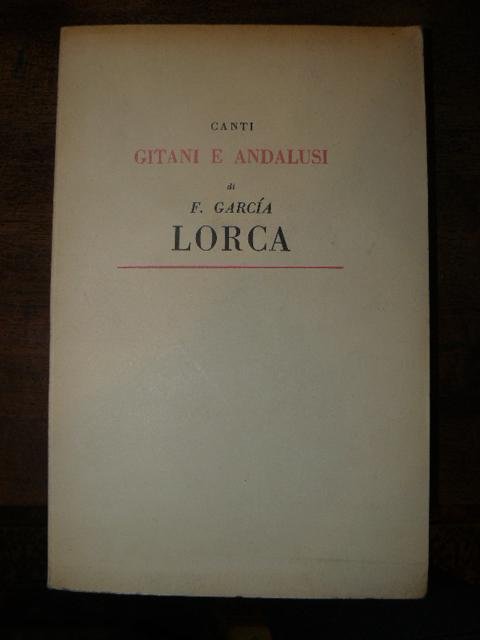 CANTI
GITANI E ANDALUSI
di
F. GARCÍA
LORCA